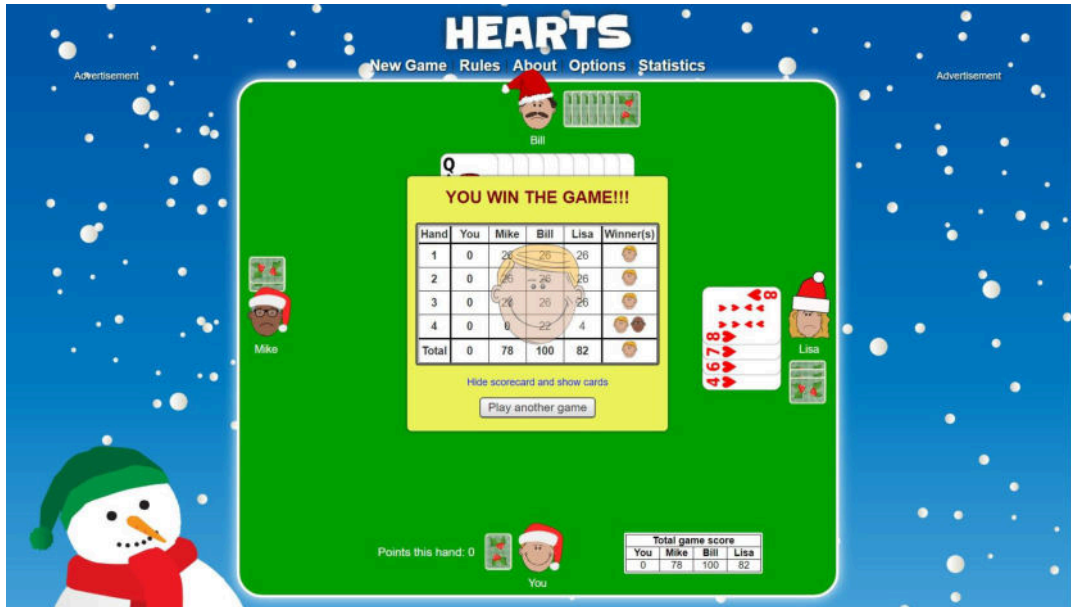 HEARTS
New Game Rules About Options Statistics
Advertisement
Advertisement
Bill
Q
YOU WIN THE GAME!!!
Hand You Mike Bill Lisa Winner(s)
1 0 26 26 26
2 0 26 26 26
3 0 26 26 26
4 0 0 22 4
Total 0 78 100 82
Hide scorecard and show cards
Play another game
Mike
8
8
7
6
4
Lisa
Points this hand: 0
You
Total game score
You Mike Bill Lisa
0 78 100 82